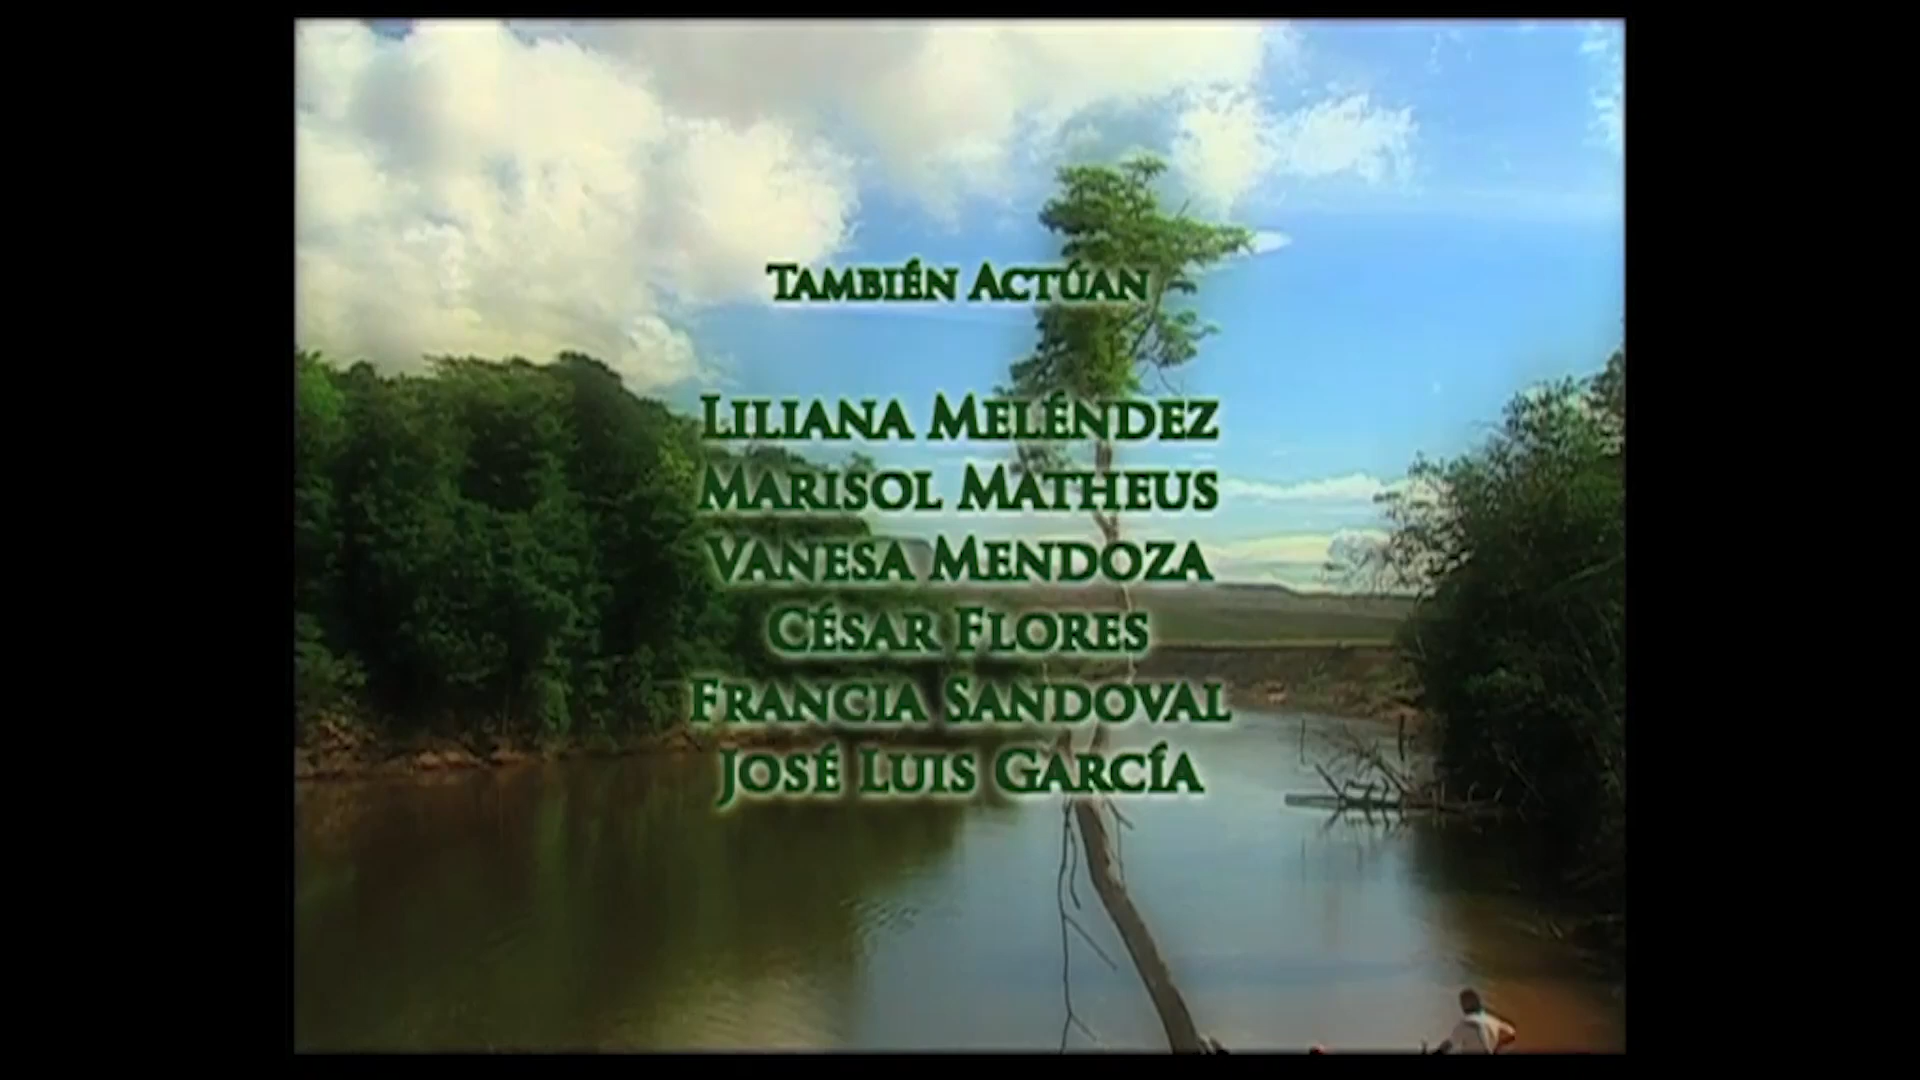 También Actúan
Liliana Meléndez
Marisol Matheus
Vanesa Mendoza
César Flores
Francia Sandoval
José Luis García